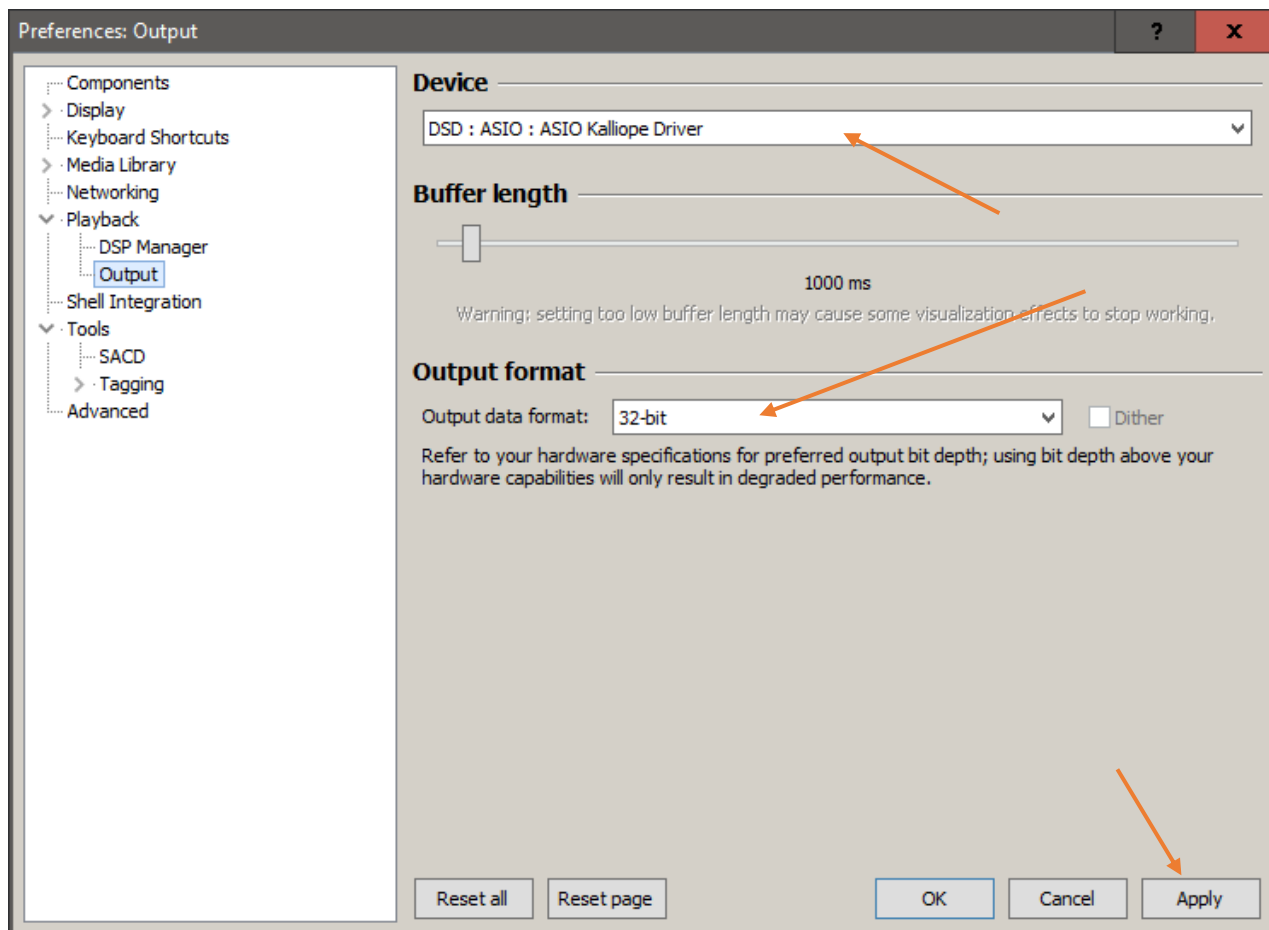 Preferences: Output
?
x
Components
Display
Keyboard Shortcuts
Media Library
Networking
Playback
DSP Manager
Output
Shell Integration
Tools
SACD
Tagging
Advanced
Device
DSD : ASIO : ASIO Kalliope Driver
Buffer length
1000 ms
Warning: setting too low buffer length may cause some visualization effects to stop working.
Output format
Output data format: 32-bit Dither
Refer to your hardware specifications for preferred output bit depth; using bit depth above your
hardware capabilities will only result in degraded performance.
Reset all Reset page OK Cancel Apply